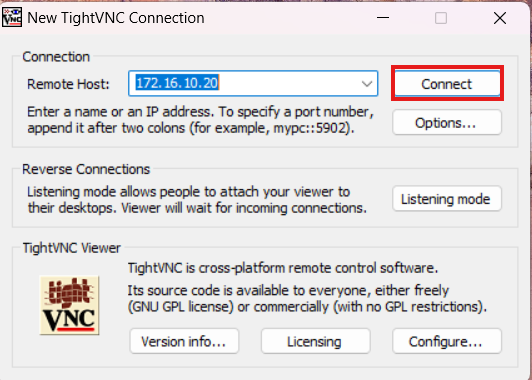 New TightVNC Connection
Connection
Remote Host: 172.16.10.20 Connect
Enter a name or an IP address. To specify a port number,
append it after two colons (for example, mypc::5902).
Options...
Reverse Connections
Listening mode allows people to attach your viewer to
their desktops. Viewer will wait for incoming connections.
Listening mode
TightVNC Viewer
tight
VNC
TightVNC is cross-platform remote control software.
Its source code is available to everyone, either freely
(GNU GPL license) or commercially (with no GPL restrictions).
Version info... Licensing Configure...